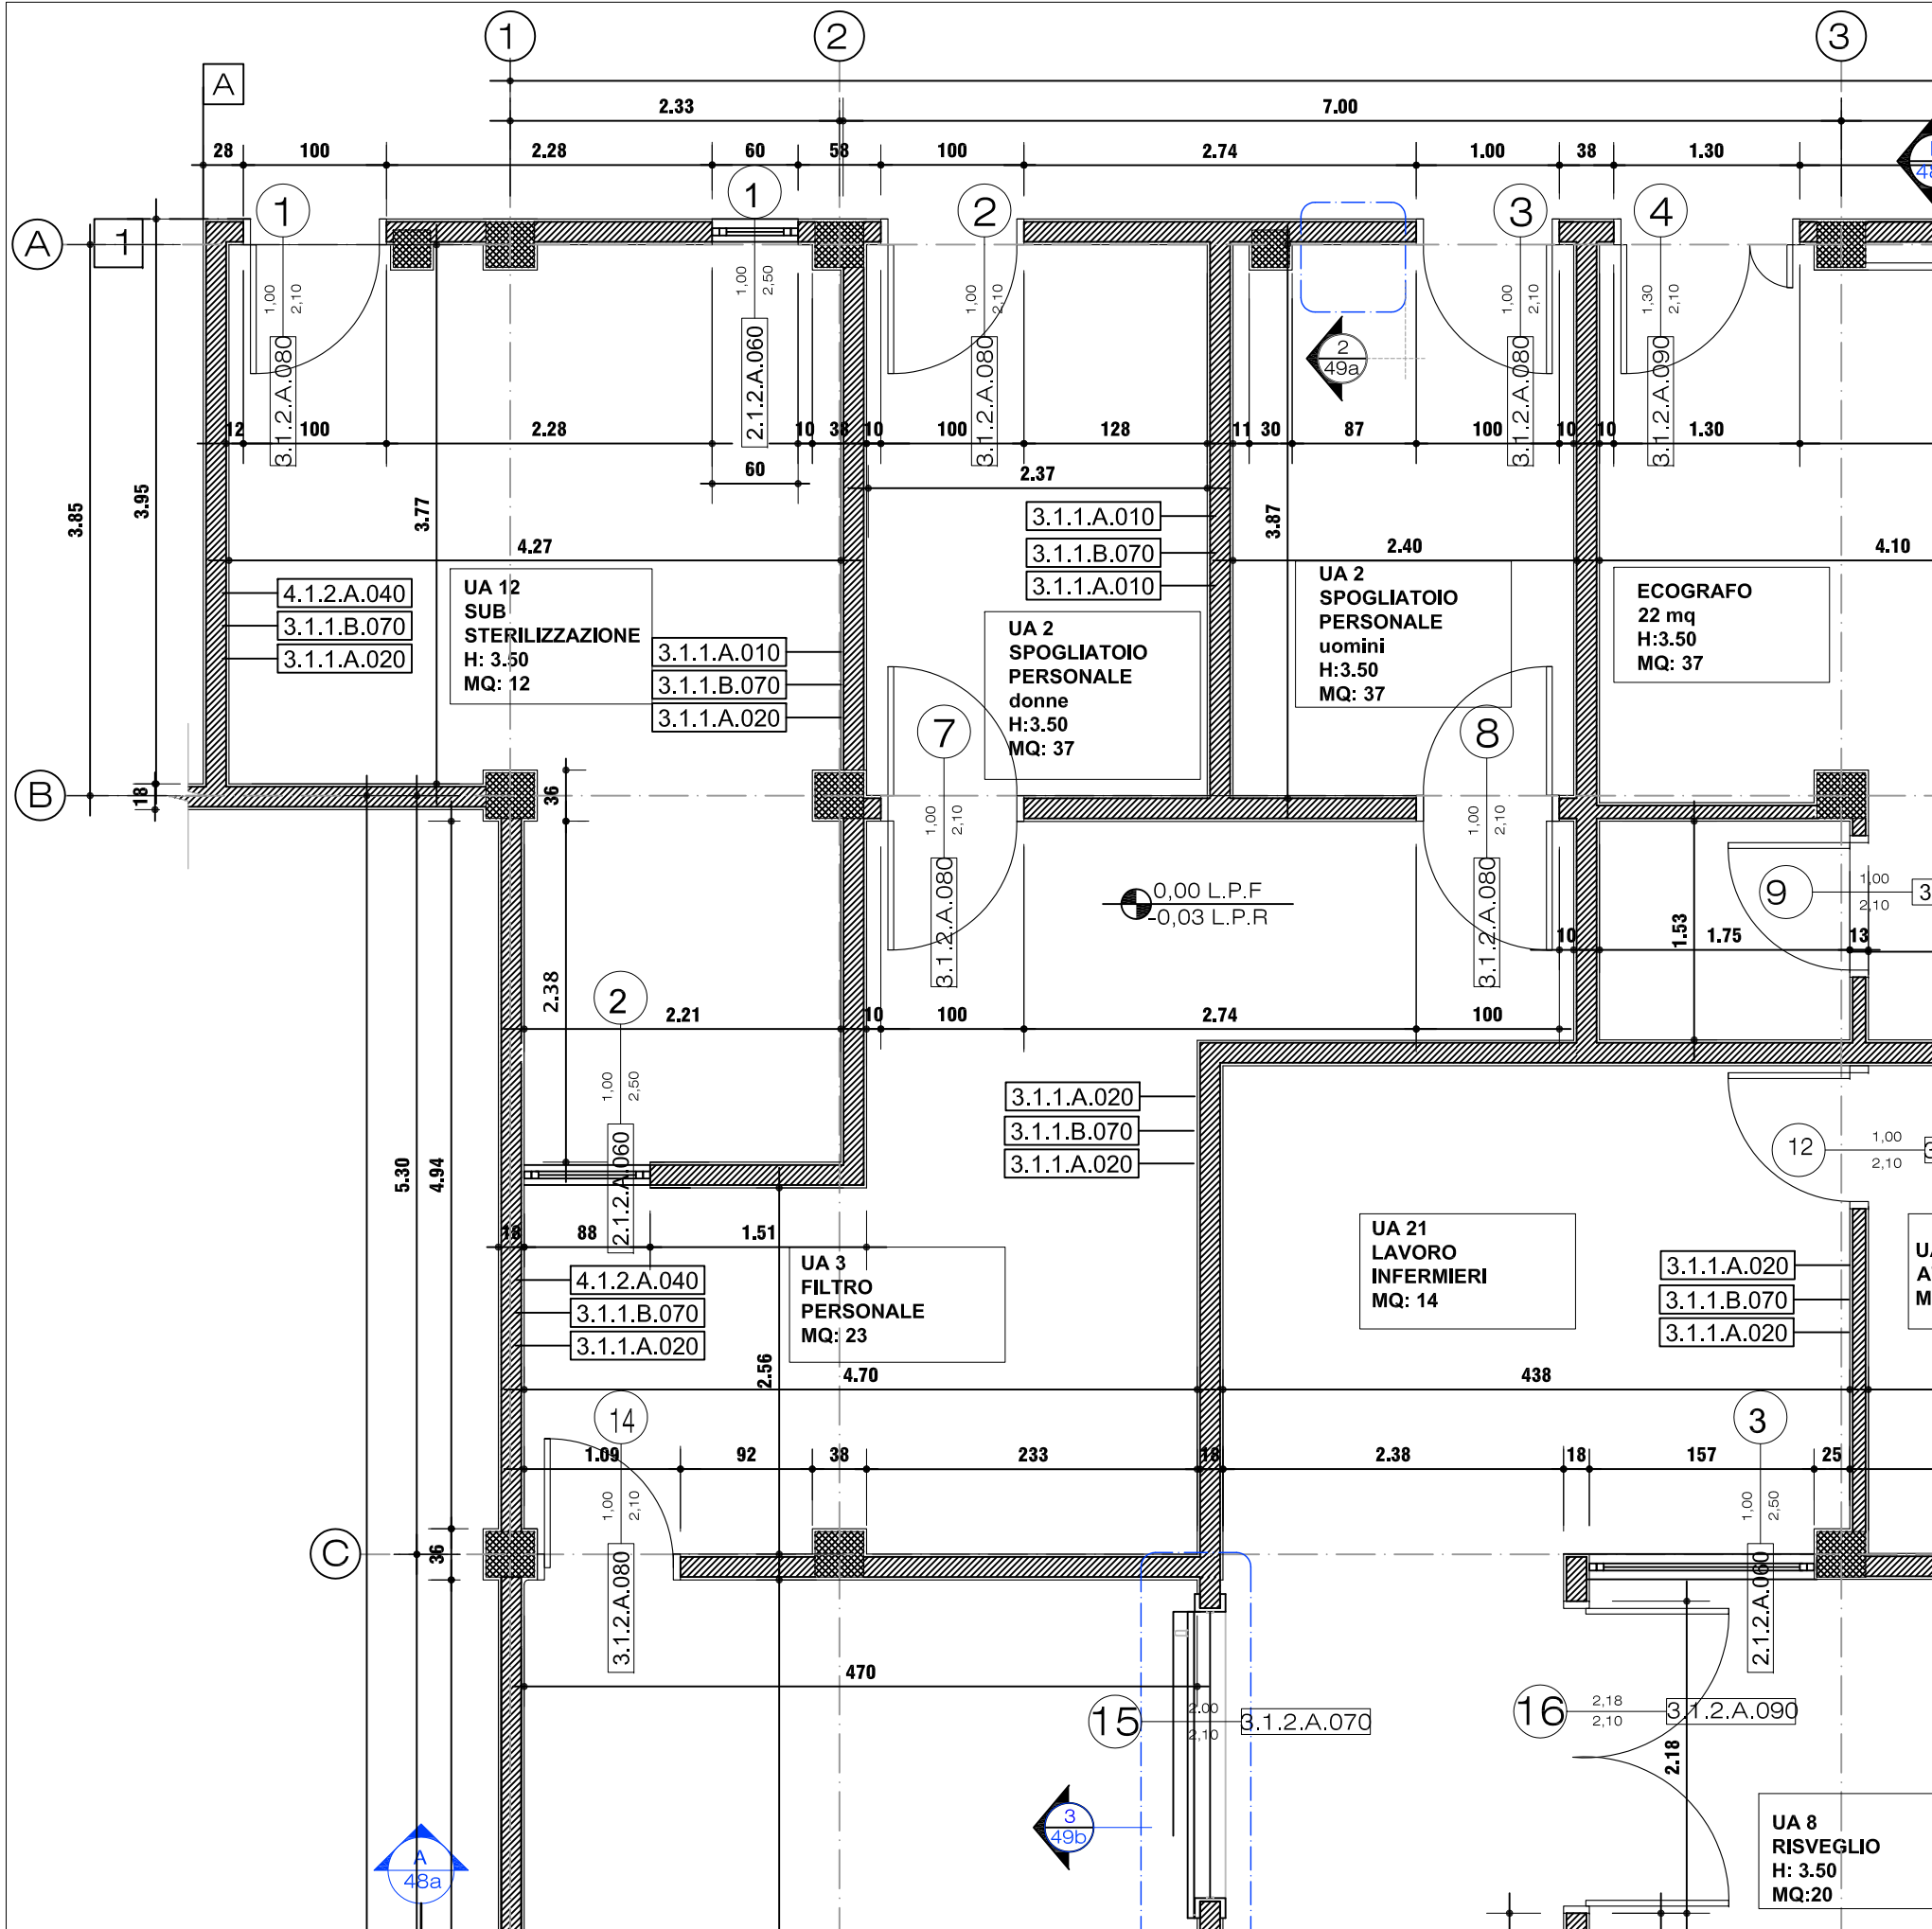 1
2
3
A
2.33
7.00
28
100
2.28
60
58
100
2.74
1.00
38
1.30
A
1
1
1
2
3
4
1,00
2,10
1,00
2,50
1,00
2,10
1,00
2,10
1,30
2,10
3.1.2.A.080
2.1.2.A.060
3.1.2.A.080
3.1.2.A.080
3.1.2.A.090
2
49a
12
100
2.28
10
38
10
100
128
11
30
87
100
10
10
1.30
60
2.37
3.85
3.95
3.77
3.87
4.27
2.40
4.10
3.1.1.A.010
3.1.1.B.070
3.1.1.A.010
4.1.2.A.040
3.1.1.B.070
3.1.1.A.020
UA 12
SUB
STERILIZZAZIONE
H: 3.50
MQ: 12
3.1.1.A.010
3.1.1.B.070
3.1.1.A.020
UA 2
SPOGLIATOIO
PERSONALE
donne
H:3.50
MQ: 37
UA 2
SPOGLIATOIO
PERSONALE
uomini
H:3.50
MQ: 37
ECOGRAFO
22 mq
H:3.50
MQ: 37
7
8
B
18
36
1,00
2,10
1,00
2,10
3.1.2.A.080
3.1.2.A.080
0,00 L.P.F
-0,03 L.P.R
9
1,00
2,10
3
1.53
10
1.75
13
2.38
2
2.21
10
100
2.74
100
1,00
2,50
2.1.2.A.060
3.1.1.A.020
3.1.1.B.070
3.1.1.A.020
12
1,00
2,10
5.30
4.94
18
88
1.51
4.1.2.A.040
3.1.1.B.070
3.1.1.A.020
UA 3
FILTRO
PERSONALE
MQ: 23
UA 21
LAVORO
INFERMIERI
MQ: 14
3.1.1.A.020
3.1.1.B.070
3.1.1.A.020
2.56
4.70
438
14
3
1.09
92
38
233
18
2.38
18
157
25
1,00
2,10
1,00
2,50
C
36
3.1.2.A.080
2.1.2.A.060
470
15
2.00
2,10
3.1.2.A.070
16
2,18
2,10
3.1.2.A.090
2.18
3
49b
A
48a
UA 8
RISVEGLIO
H: 3.50
MQ:20